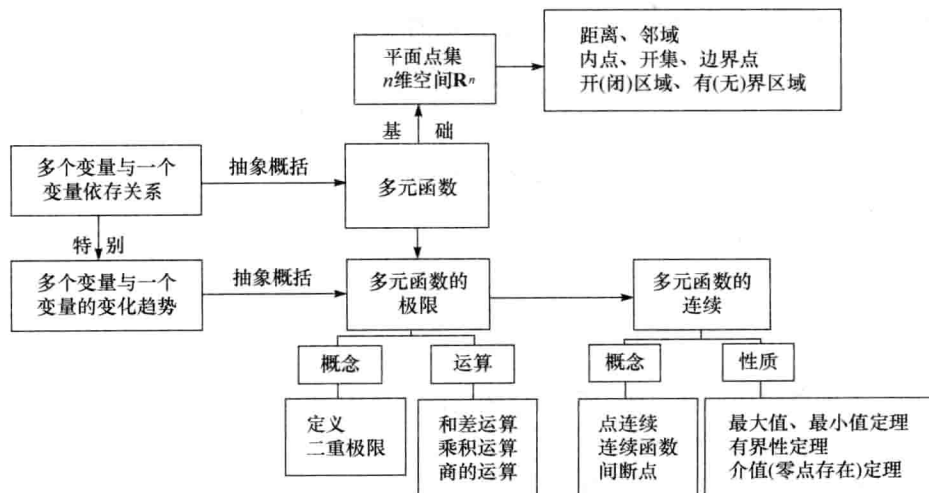 平面点集
n维空间Rⁿ
距离、邻域
内点、开集、边界点
开(闭)区域、有(无)界区域
基 础
多个变量与一个
变量依存关系
抽象概括
多元函数
特 别
多个变量与一个
变量的变化趋势
抽象概括
多元函数的
极限
多元函数的
连续
概念
运算
概念
性质
定义
二重极限
和差运算
乘积运算
商的运算
点连续
连续函数
间断点
最大值、最小值定理
有界性定理
介值(零点存在)定理